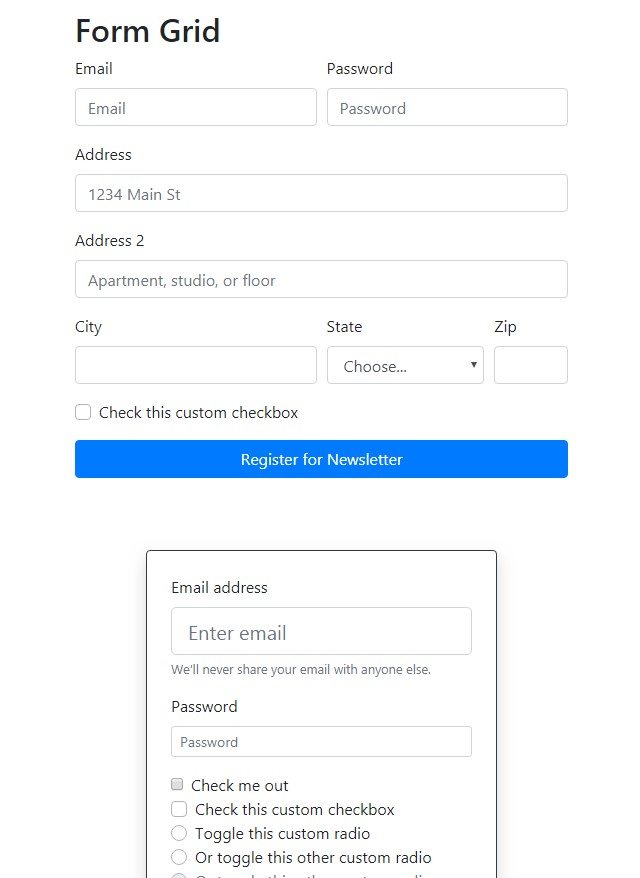 Form Grid
Email Password
Email Password
Address
1234 Main St
Address 2
Apartment, studio, or floor
City State Zip
Choose...
Check this custom checkbox
Register for Newsletter
Email address
Enter email
We'll never share your email with anyone else.
Password
Password
Check me out
Check this custom checkbox
Toggle this custom radio
Or toggle this other custom radio